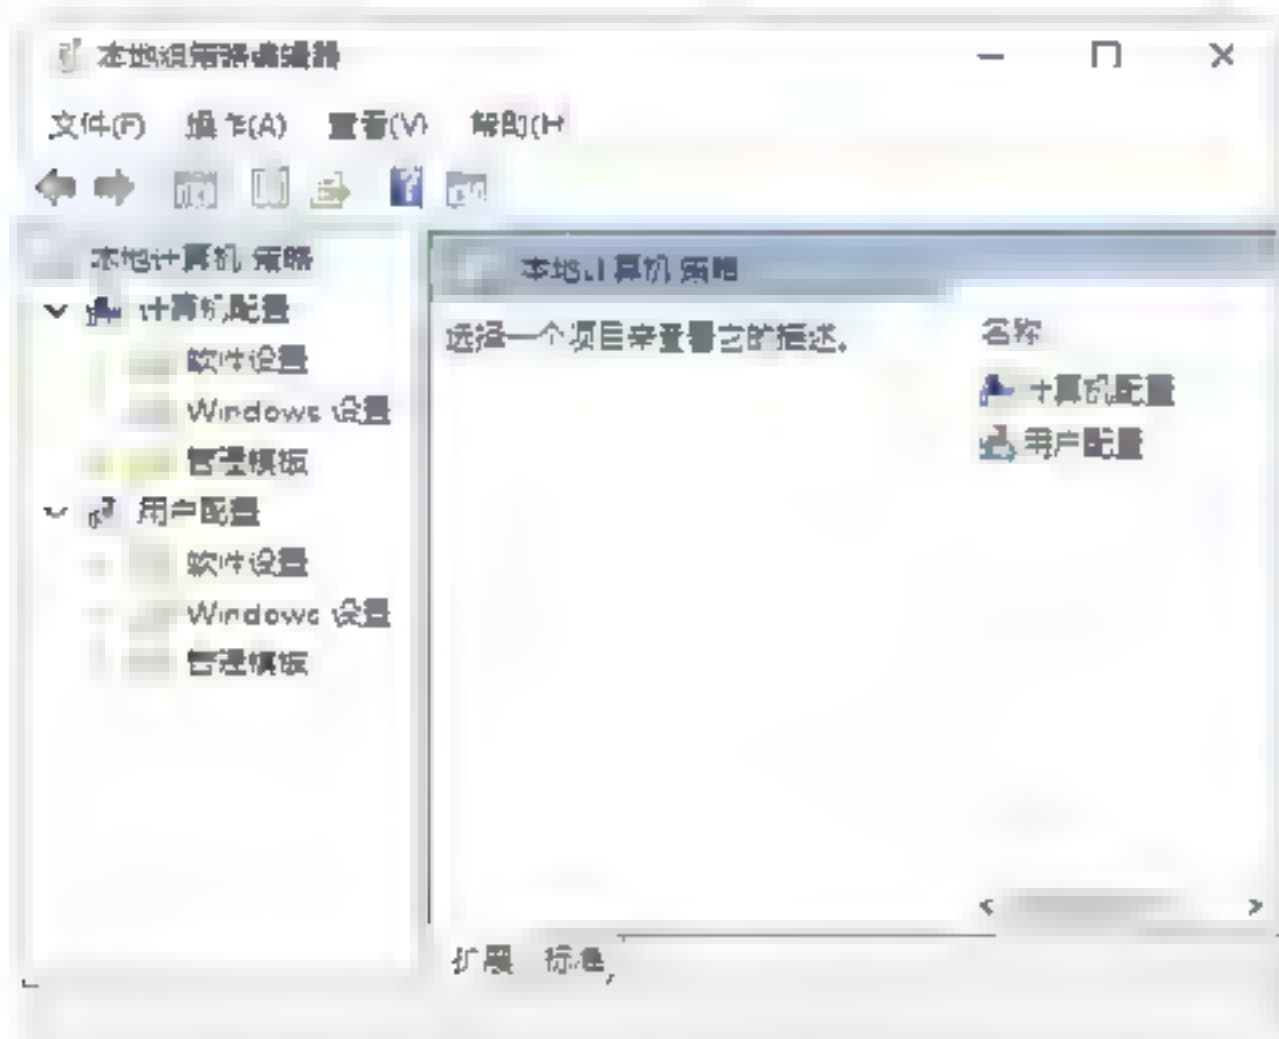 本地组策略编辑器
文件(F) 操作(A) 查看(V) 帮助(H
本地计算机 策略
计算机配置
软件设置
Windows 设置
管理模板
用户配置
软件设置
Windows 设置
管理模板
本地计算机 策略
选择一个项目来查看它的描述。
名称
计算机配置
用户配置
扩展 标准